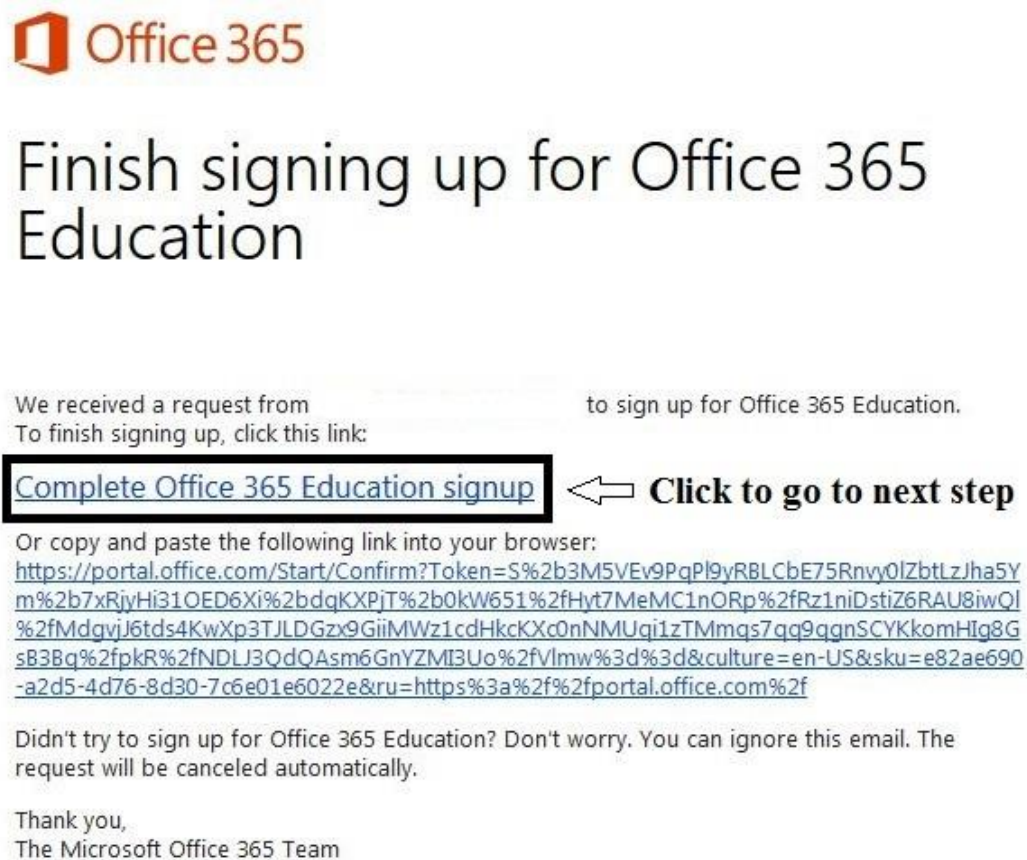 Office 365
Finish signing up for Office 365
Education
We received a request from to sign up for Office 365 Education.
To finish signing up, click this link:
Complete Office 365 Education signup Click to go to next step
Or copy and paste the following link into your browser:
https://portal.office.com/Start/Confirm?Token=S%2b3M5VEv9PqPl9yRBLCbE75Rnvy0lZbtLzJha5Y
m%2b7xRjyHi31OED6Xi%2bdqKXPjT%2b0kW651%2fHyt7MeMC1nORp%2fRz1niDstiZ6RAU8iwQl
%2fMdgvjJ6tds4KwXp3TJLDGzx9GiiMWz1cdHkcKXc0nNMUqi1zTMmqs7qq9qgnSCYKkomHIg8G
sB3Bq%2fpkR%2fNDLJ3QdQAsm6GnYZMI3Uo%2fVlmw%3d%3d&culture=en-US&sku=e82ae690
-a2d5-4d76-8d30-7c6e01e6022e&ru=https%3a%2f%2fportal.office.com%2f
Didn't try to sign up for Office 365 Education? Don't worry. You can ignore this email. The
request will be canceled automatically.
Thank you,
The Microsoft Office 365 Team